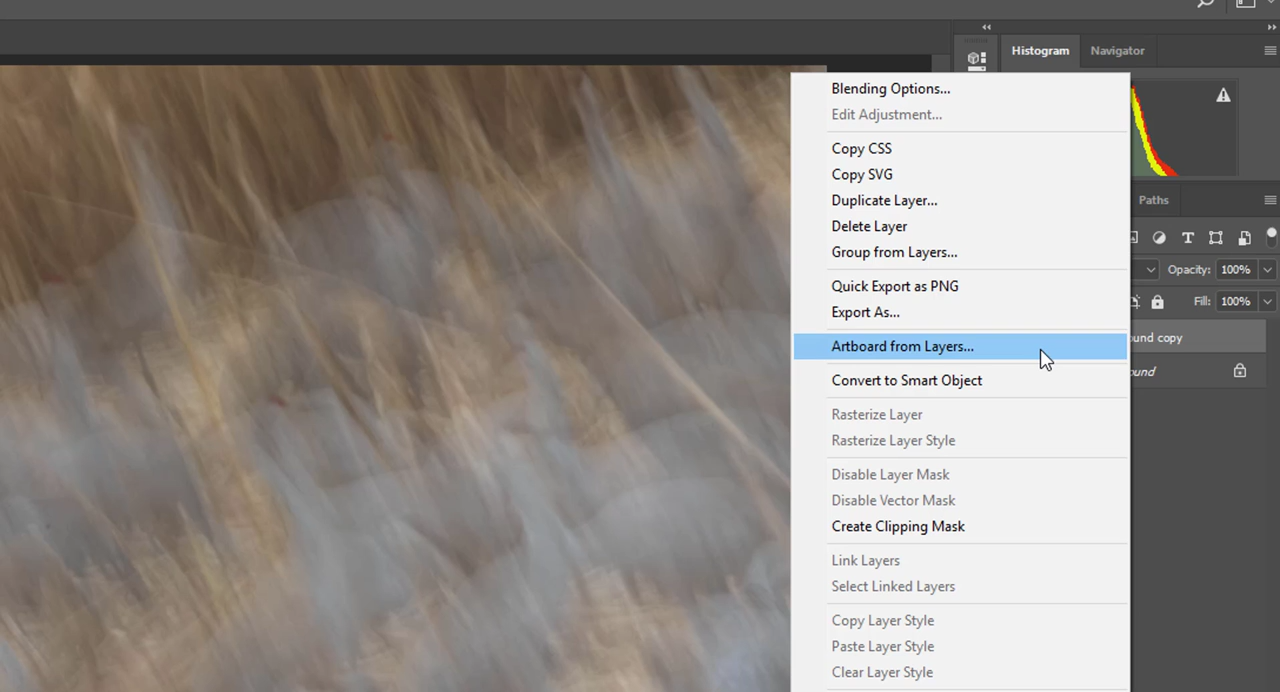 Histogram
Navigator
Blending Options...
Edit Adjustment...
Copy CSS
Copy SVG
Duplicate Layer...
Delete Layer
Group from Layers...
Quick Export as PNG
Export As...
Artboard from Layers...
Convert to Smart Object
Rasterize Layer
Rasterize Layer Style
Disable Layer Mask
Disable Vector Mask
Create Clipping Mask
Link Layers
Select Linked Layers
Copy Layer Style
Paste Layer Style
Clear Layer Style
Paths
Opacity: 100%
Fill: 100%
und copy
ound